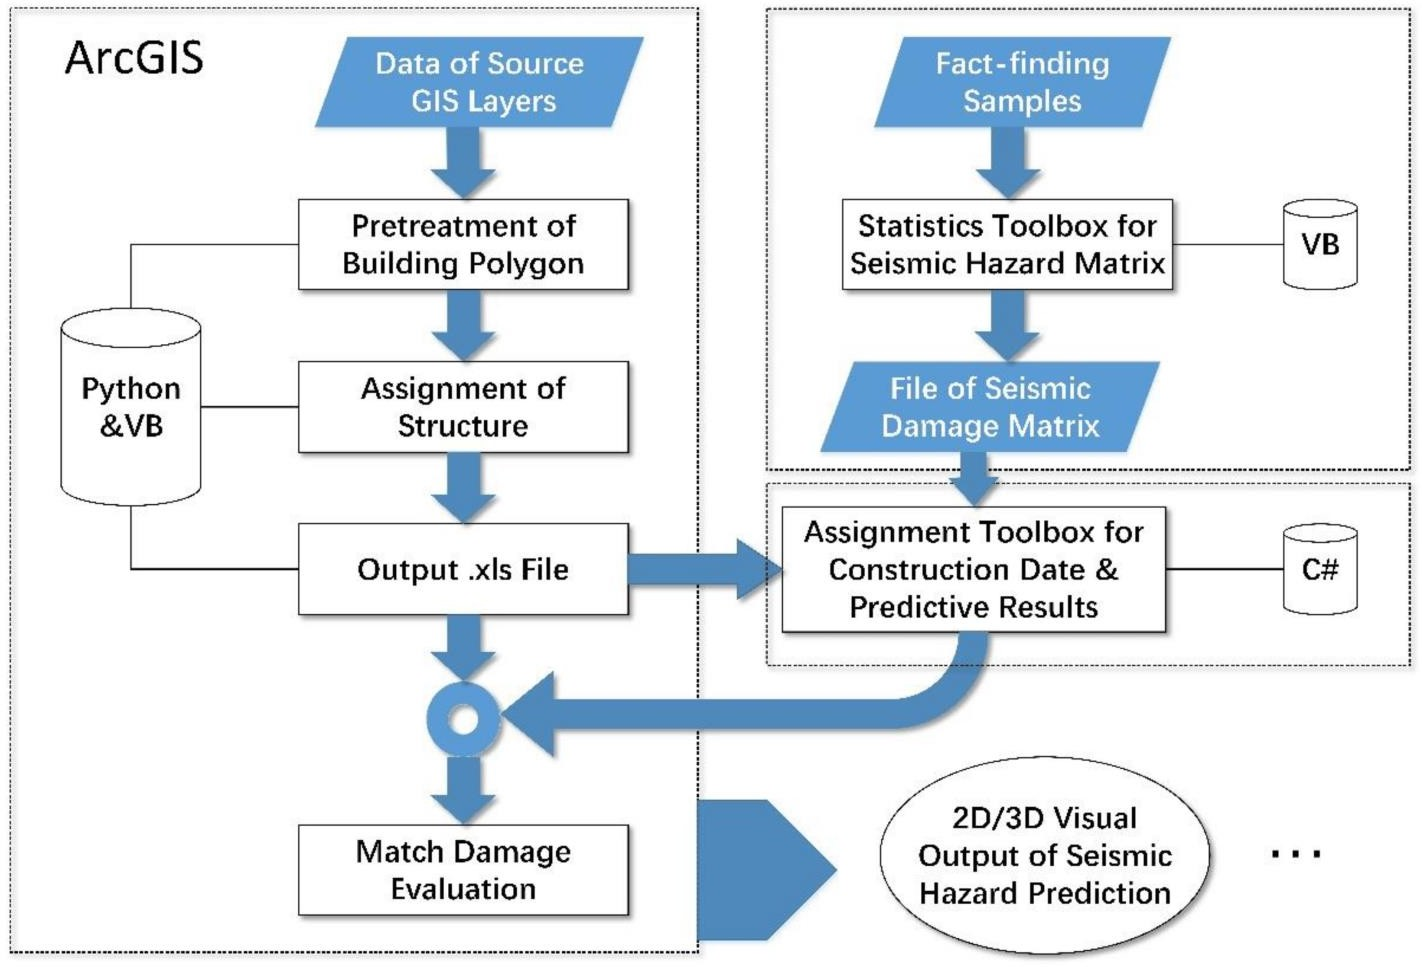 ArcGIS
Data of Source
GIS Layers
Pretreatment of
Building Polygon
Python
&VB
Assignment of
Structure
Output .xls File
Match Damage
Evaluation
Fact-finding
Samples
Statistics Toolbox for
Seismic Hazard Matrix
VB
File of Seismic
Damage Matrix
Assignment Toolbox for
Construction Date &
Predictive Results
C#
2D/3D Visual
Output of Seismic
Hazard Prediction
...